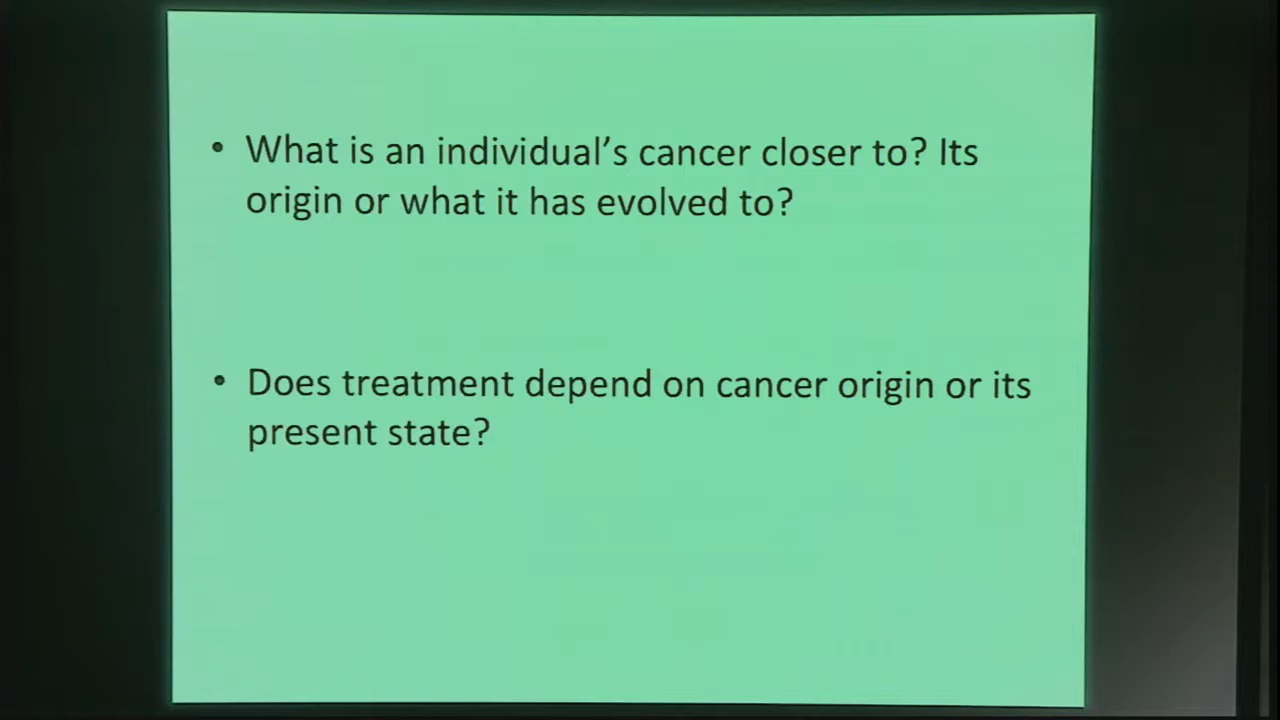 • What is an individual’s cancer closer to? Its
origin or what it has evolved to?
• Does treatment depend on cancer origin or its
present state?